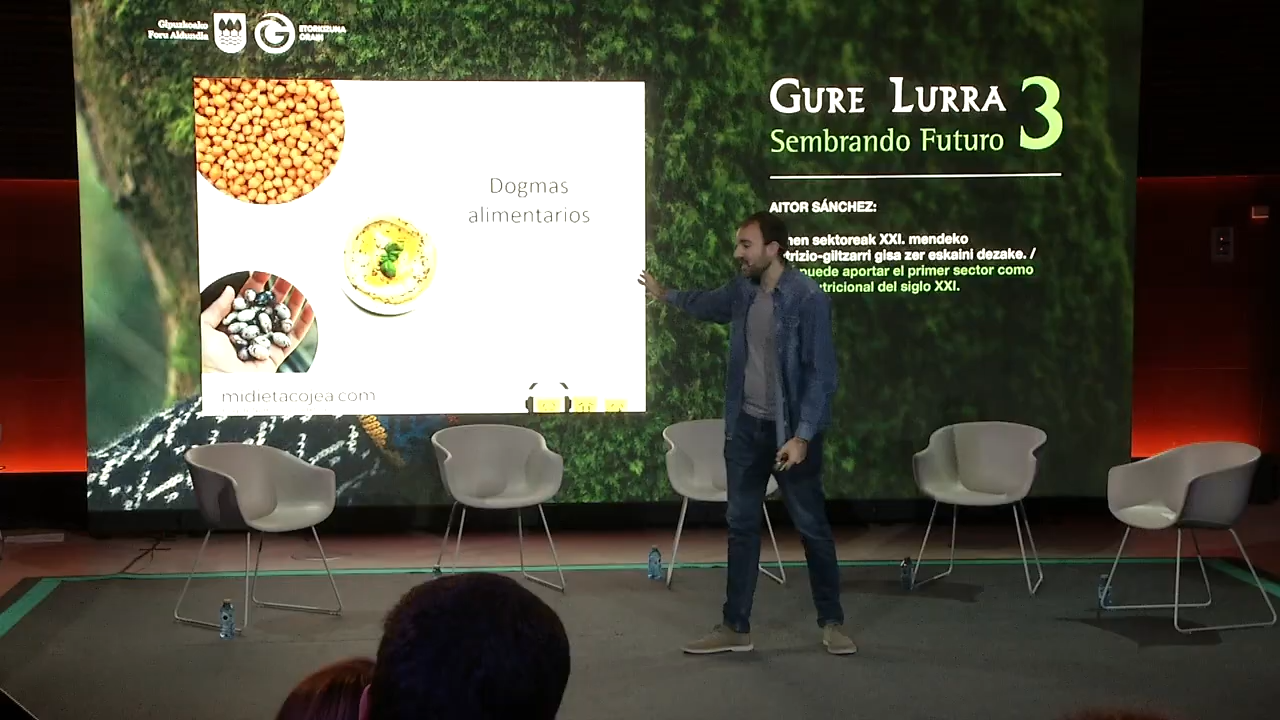 Gipuzkoako
Foru Aldundia
ETORKIZUNA
ORAIN
Dogmas
alimentarios
midietacojea.com
GURE LURRA 3
Sembrando Futuro
AITOR SÁNCHEZ:
sektoreak XXI. mendeko
gisa zer eskaini dezake. /
puede aportar el primer sector como
del siglo XXI.